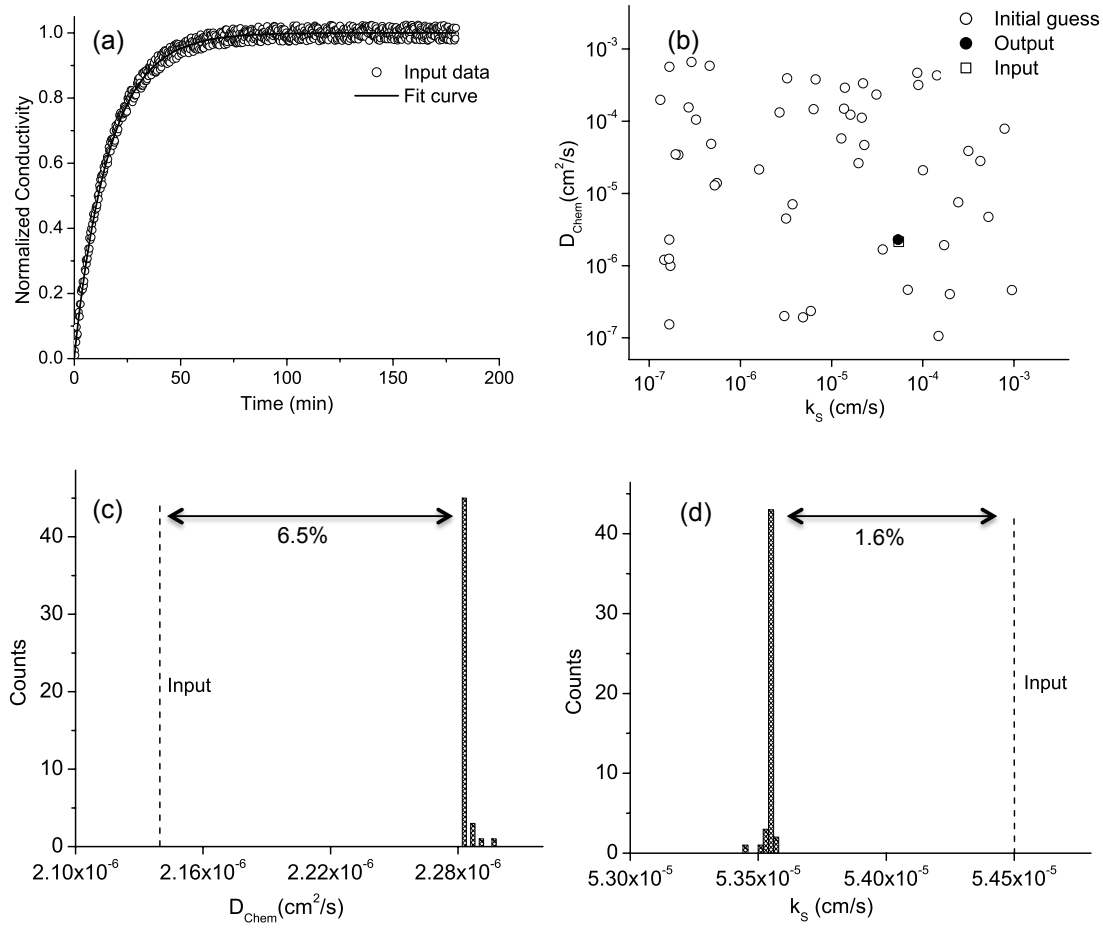 (a)
1.0
0.8
0.6
0.4
0.2
0.0
Normalized Conductivity
Input data
Fit curve
0 50 100 150 200
Time (min)
(b)
Initial guess
Output
Input
10⁻³
10⁻⁴
10⁻⁵
10⁻⁶
10⁻⁷
D_Chem(cm²/s)
10⁻⁷ 10⁻⁶ 10⁻⁵ 10⁻⁴ 10⁻³
k_S (cm/s)
(c)
6.5%
40
30
20
10
0
Counts
Input
2.10x10⁻⁶ 2.16x10⁻⁶ 2.22x10⁻⁶ 2.28x10⁻⁶
D_Chem(cm²/s)
(d)
1.6%
40
30
20
10
0
Counts
Input
5.30x10⁻⁵ 5.35x10⁻⁵ 5.40x10⁻⁵ 5.45x10⁻⁵
k_S (cm/s)